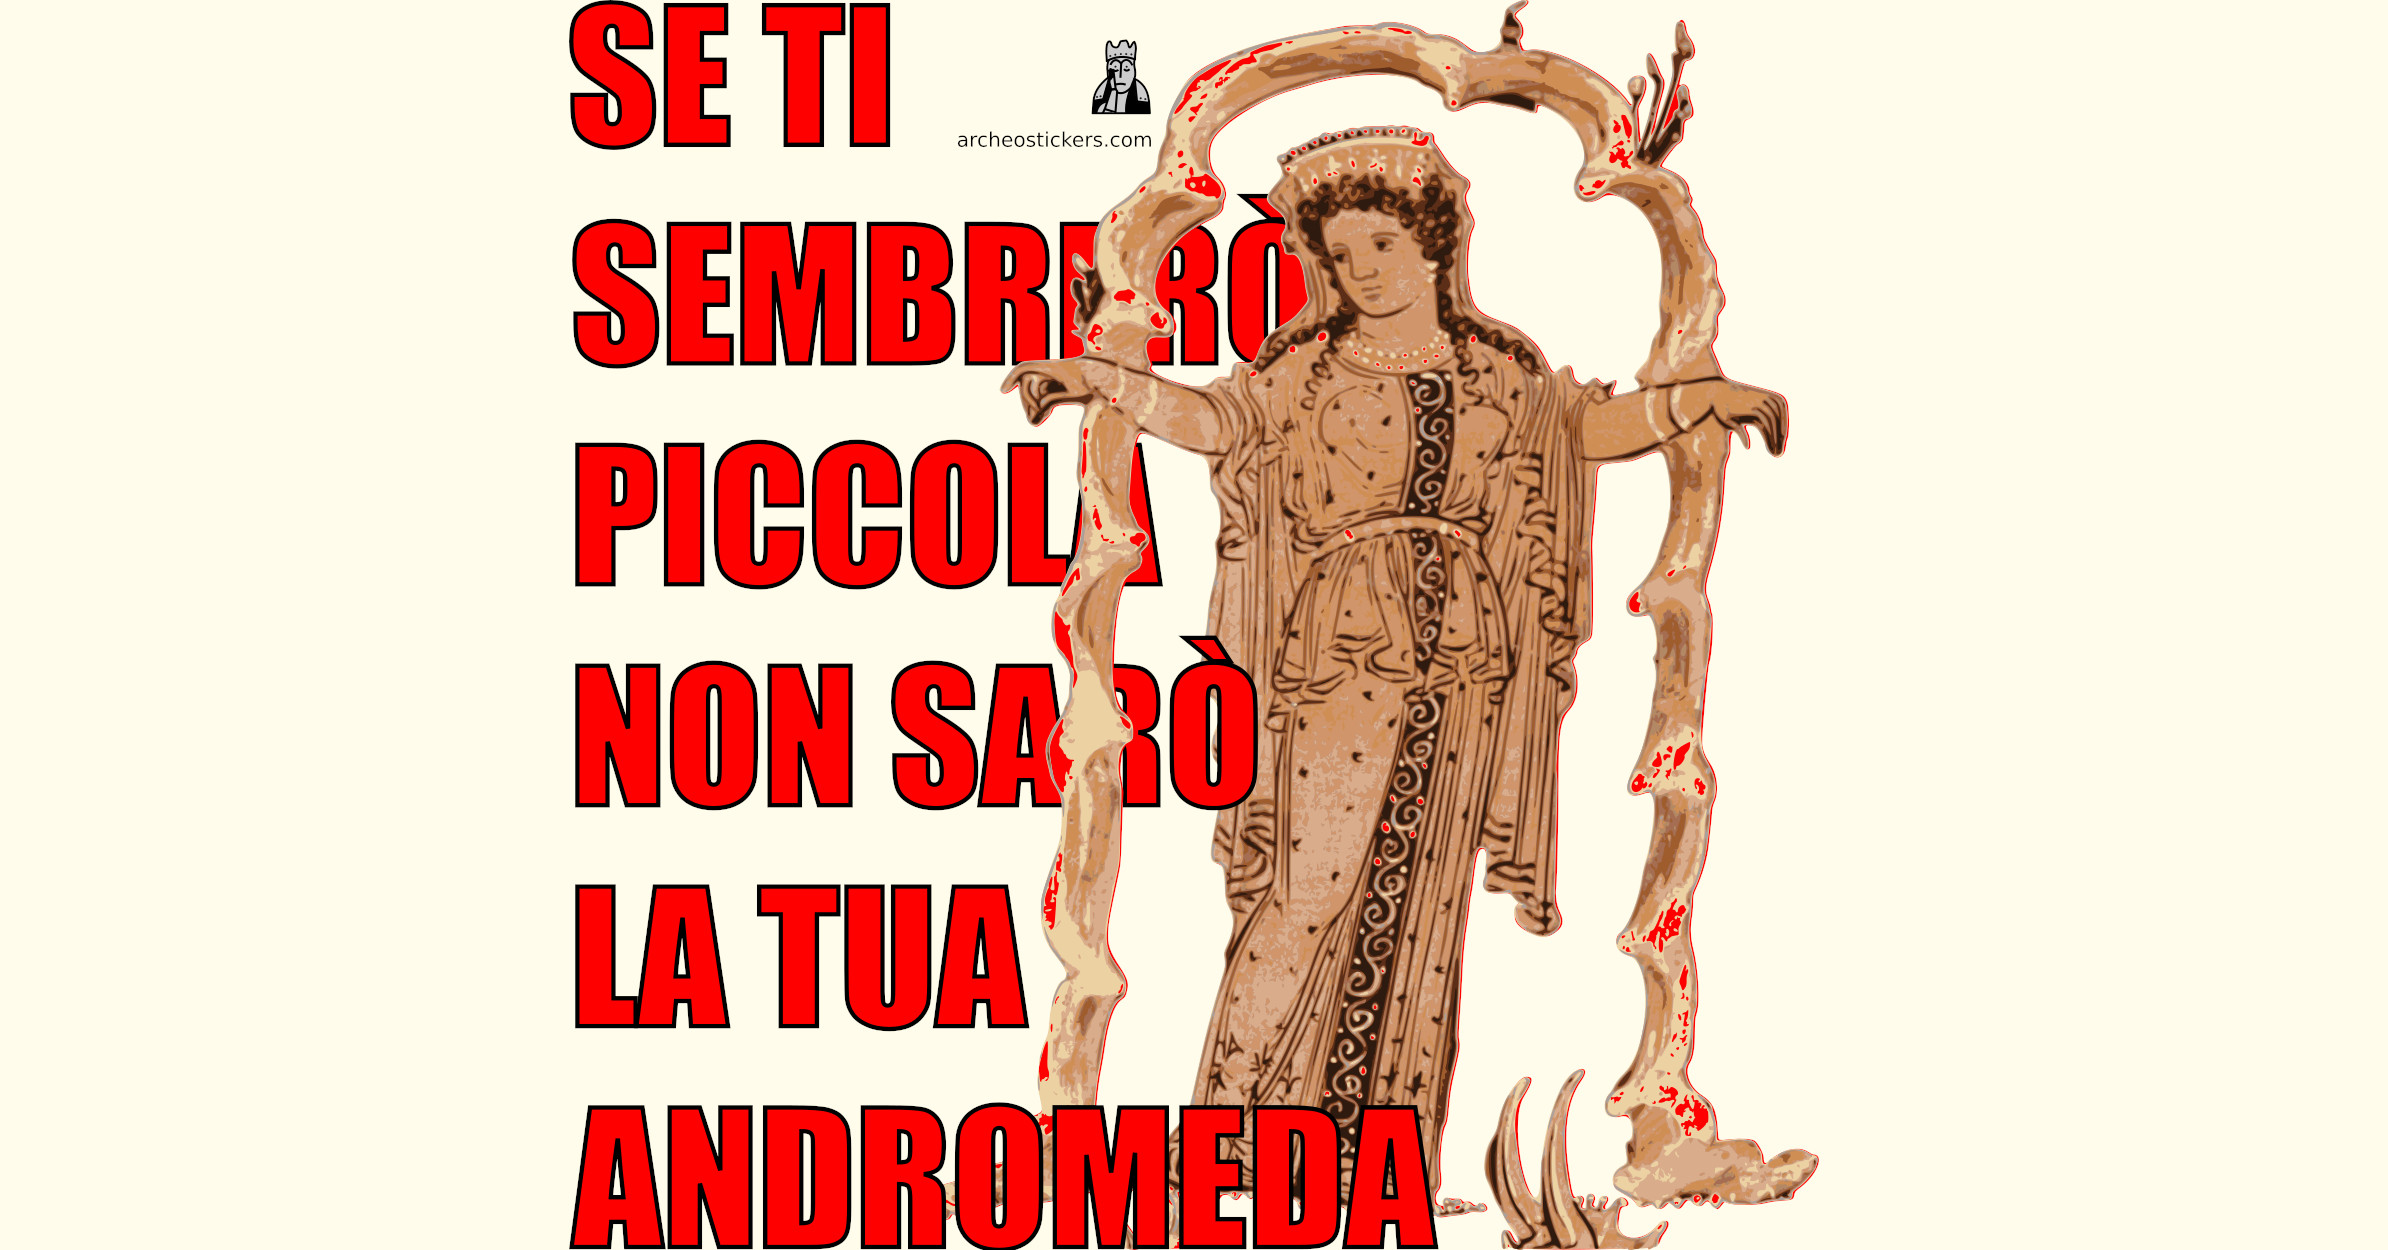 SE TI
archeostickers.com
SEMBRERÒ
PICCOLA
NON SARÒ
LA TUA
ANDROMEDA